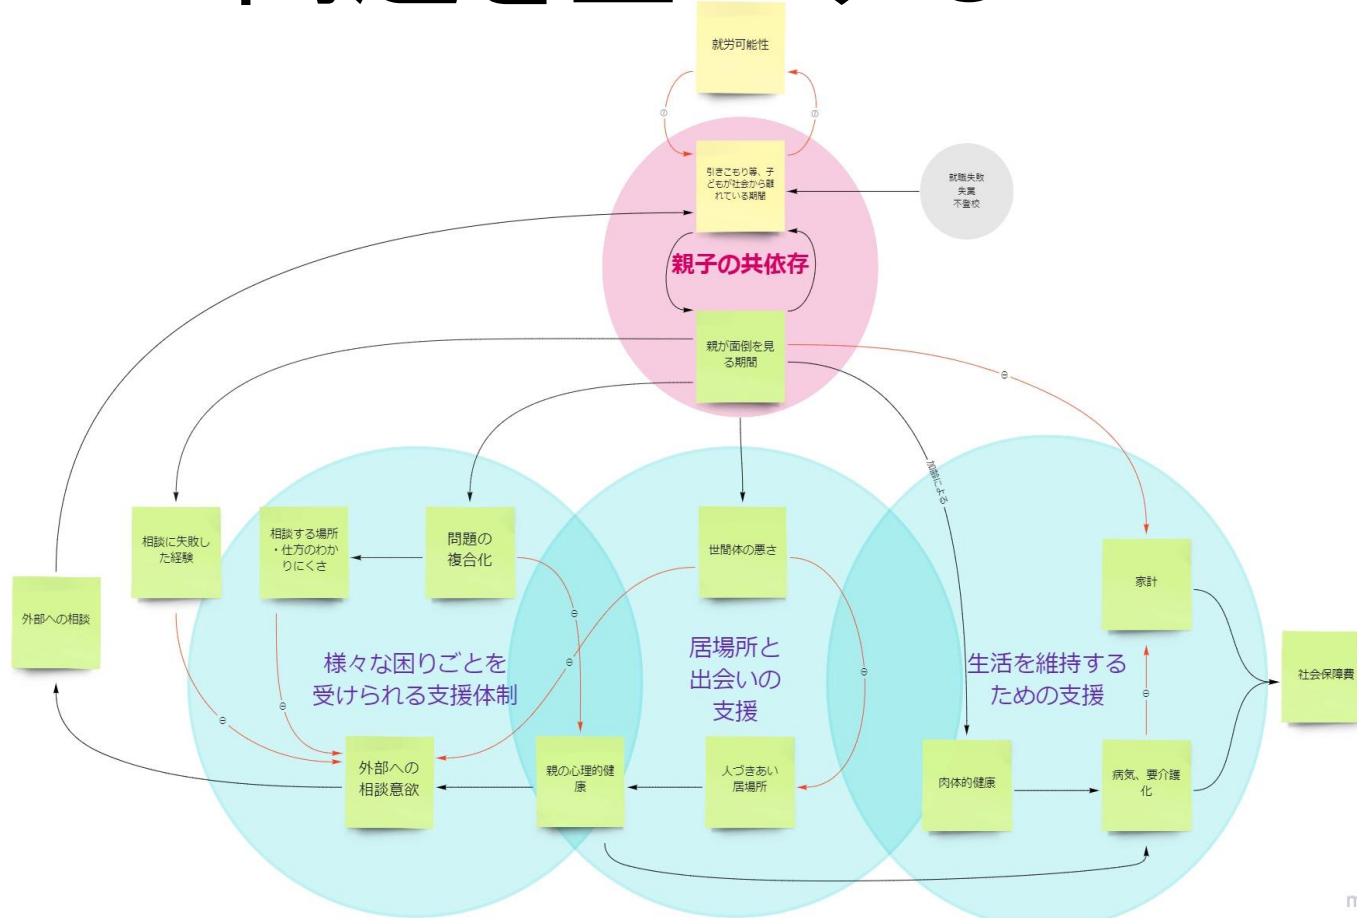 就労可能性
引きこもり等、子
どもが社会から離
れている期間
就職失敗
失業
不登校
親子の共依存
親が面倒を見
る期間
⊖
加齢による
相談に失敗し
た経験
相談する場所
・仕方のわか
りにくさ
問題の
複合化
世間体の悪さ
家計
外部への相談
⊖
⊖
⊖
⊖
⊖
⊖
様々な困りごとを
受けられる支援体制
居場所と
出会いの
支援
生活を維持する
ための支援
社会保障費
外部への
相談意欲
親の心理的健
康
人づきあい
居場所
肉体的健康
病気、要介護
化
m